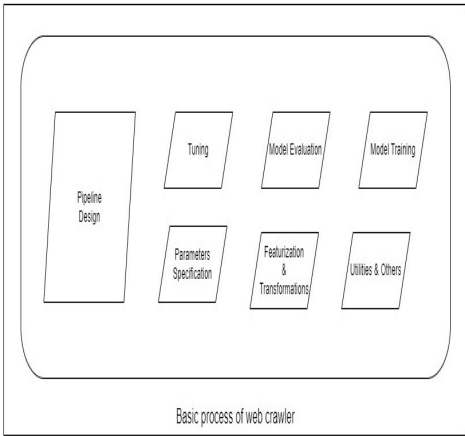 Pipeline
Design
Tuning
Model Evaluation
Model Training
Parameters
Specification
Featurization
&
Transformations
Utilities & Others
Basic process of web crawler